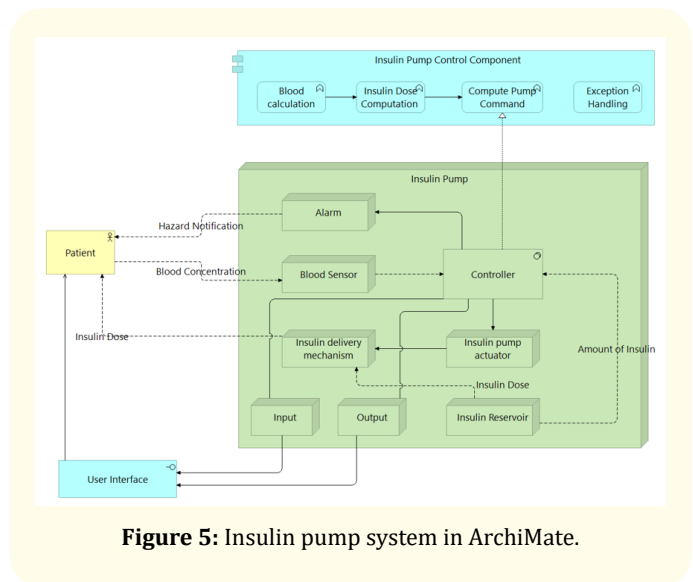 Insulin Pump Control Component
Blood
calculation
Insulin Dose
Computation
Compute Pump
Command
Exception
Handling
Insulin Pump
Alarm
Hazard Notification
Patient
Blood Concentration
Blood Sensor
Controller
Insulin Dose
Insulin delivery
mechanism
Insulin pump
actuator
Amount of Insulin
Insulin Dose
Input
Output
Insulin Reservoir
User Interface
Figure 5: Insulin pump system in ArchiMate.